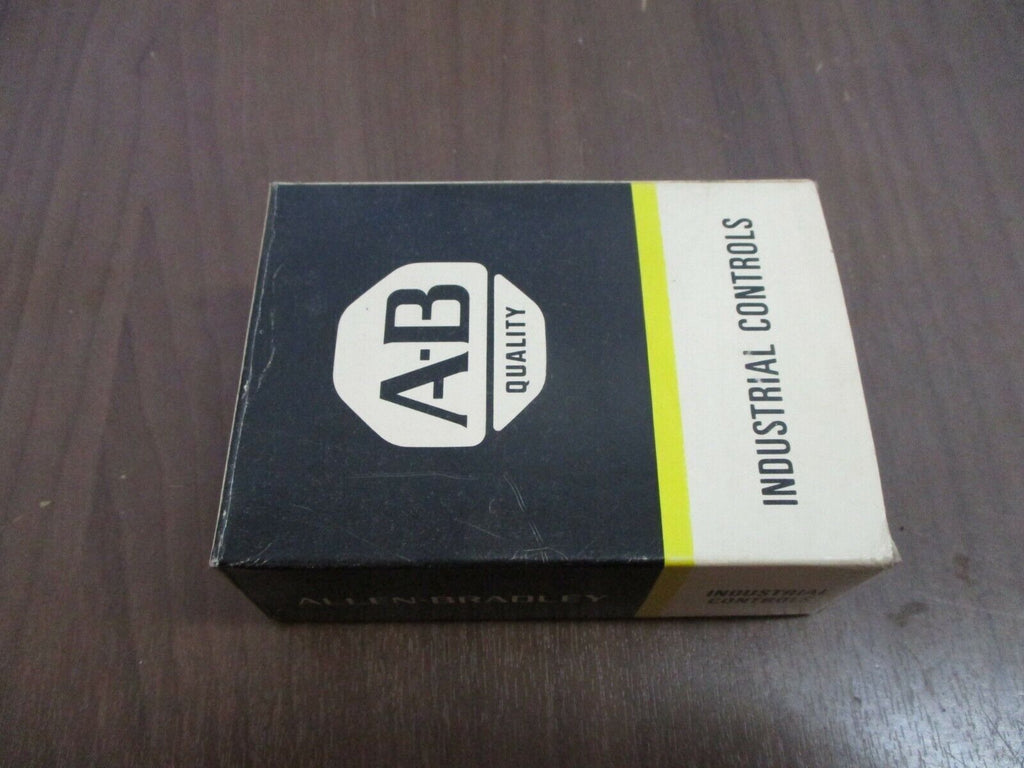 A-B
QUALITY
INDUSTRIAL CONTROLS
ALLEN-BRADLEY
INDUSTRIAL
CONTROLS